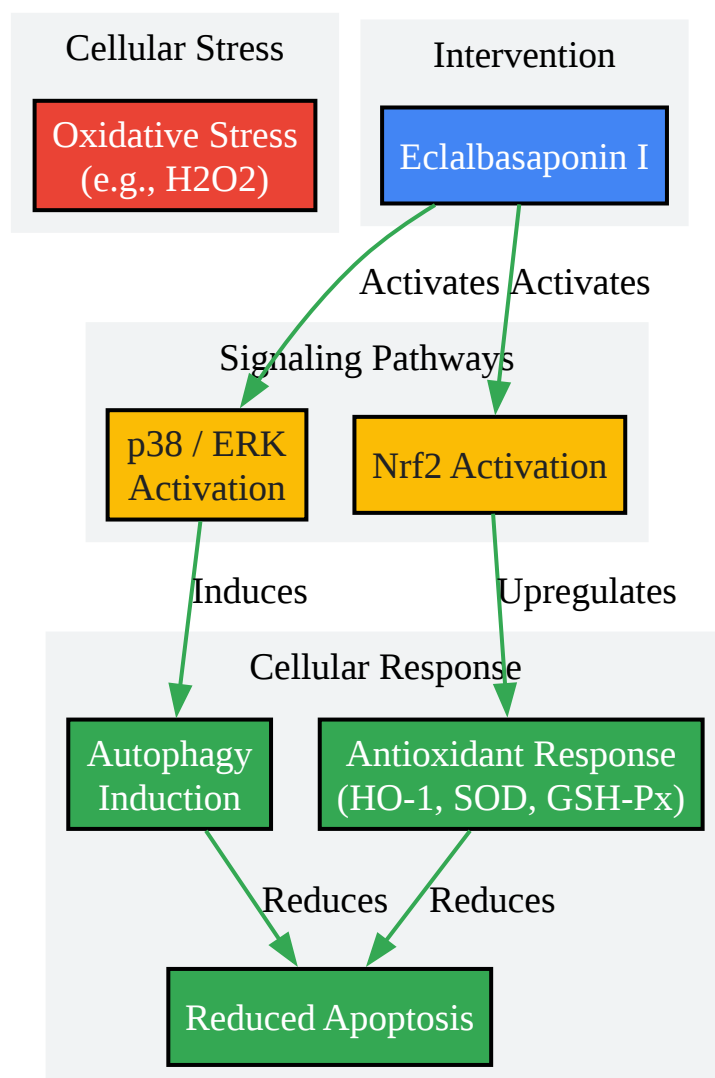 Cellular Stress
Intervention
Oxidative Stress
(e.g., H2O2)
Eclalbasaponin I
Activates
Activates
Signaling Pathways
p38 / ERK
Activation
Nrf2 Activation
Induces
Upregulates
Cellular Response
Autophagy
Induction
Antioxidant Response
(HO-1, SOD, GSH-Px)
Reduces
Reduces
Reduced Apoptosis